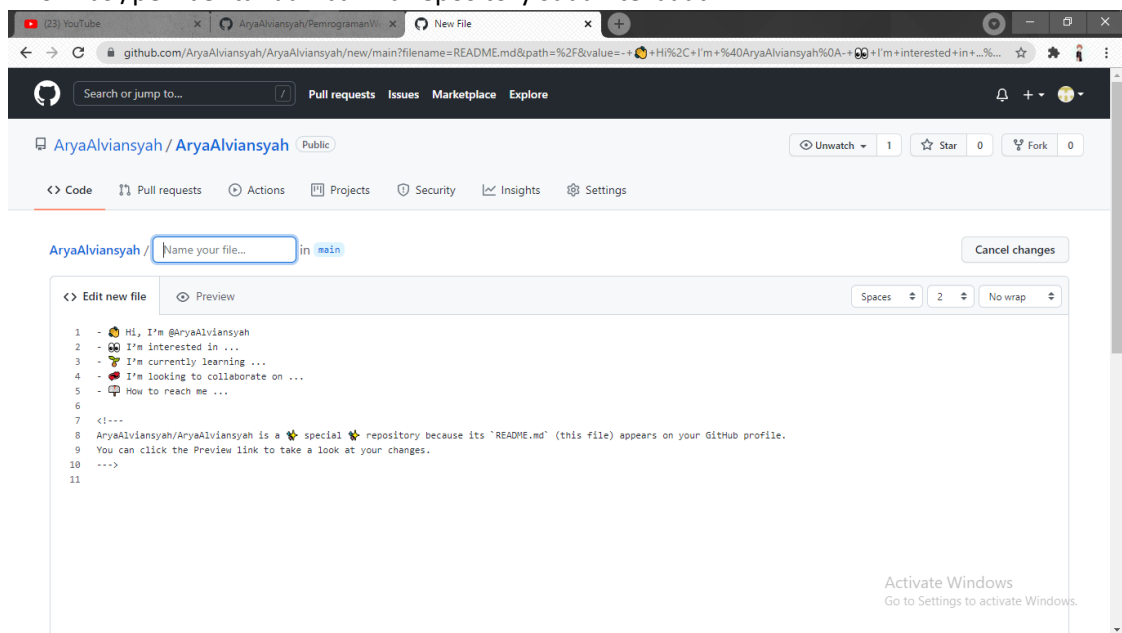 (23) YouTube
AryaAlviansyah/PemrogramanW
New File
github.com/AryaAlviansyah/AryaAlviansyah/new/main?filename=README.md&path=%2F&value=-+👏+Hi%2C+I'm+%40AryaAlviansyah%0A-+👀+I'm+interested+in+...%...
Search or jump to...
/
Pull requests Issues Marketplace Explore
AryaAlviansyah / AryaAlviansyah Public
Unwatch 1 Star 0 Fork 0
Code Pull requests Actions Projects Security Insights Settings
AryaAlviansyah / Name your file... in main
Cancel changes
<> Edit new file Preview
Spaces 2 No wrap
1 - 👋 Hi, I'm @AryaAlviansyah
2 - 👀 I'm interested in ...
3 - 🌱 I'm currently learning ...
4 - 💞️ I'm looking to collaborate on ...
5 - 📫 How to reach me ...
6
7 <!---
8 AryaAlviansyah/AryaAlviansyah is a ✨ special ✨ repository because its `README.md` (this file) appears on your GitHub profile.
9 You can click the Preview link to take a look at your changes.
10 --->
11
Activate Windows
Go to Settings to activate Windows.